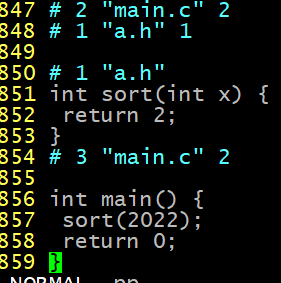 847 # 2 "main.c" 2
848 # 1 "a.h" 1
849
850 # 1 "a.h"
851 int sort(int x) {
852  return 2;
853 }
854 # 3 "main.c" 2
855
856 int main() {
857  sort(2022);
858  return 0;
859 }
NORMAL